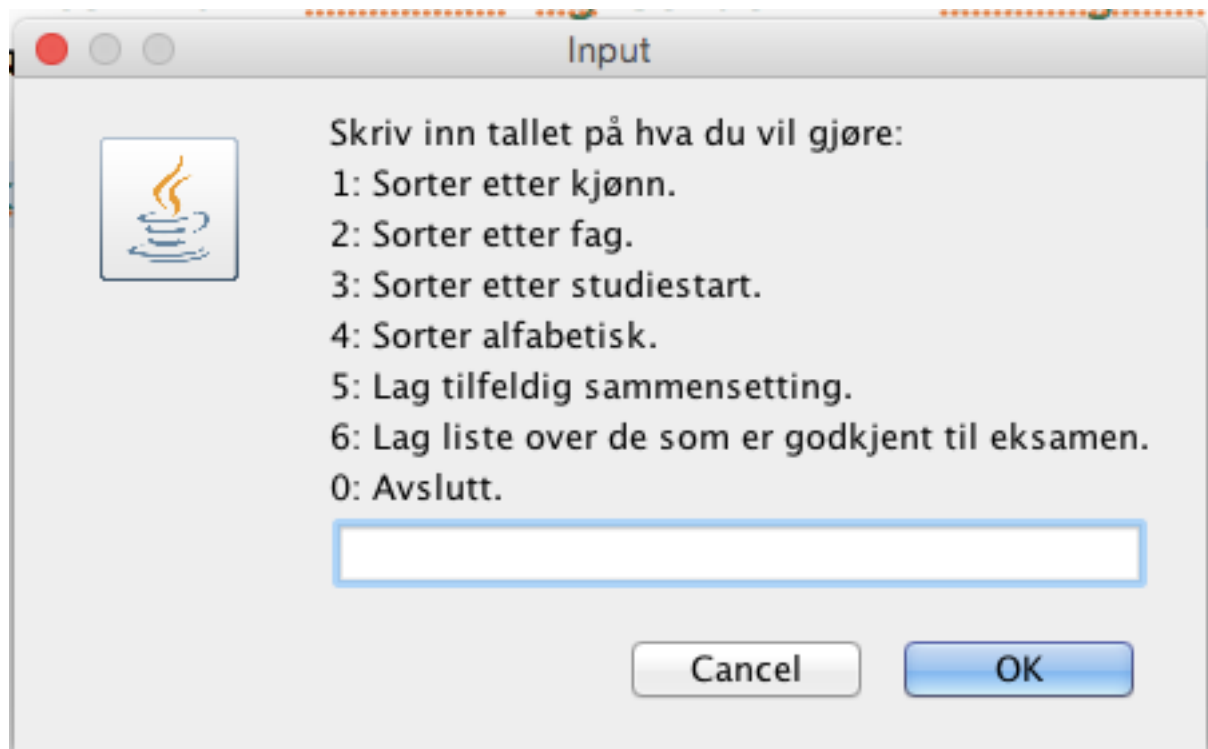 Input
Skriv inn tallet på hva du vil gjøre:
1: Sorter etter kjønn.
2: Sorter etter fag.
3: Sorter etter studiestart.
4: Sorter alfabetisk.
5: Lag tilfeldig sammensetting.
6: Lag liste over de som er godkjent til eksamen.
0: Avslutt.
Cancel OK